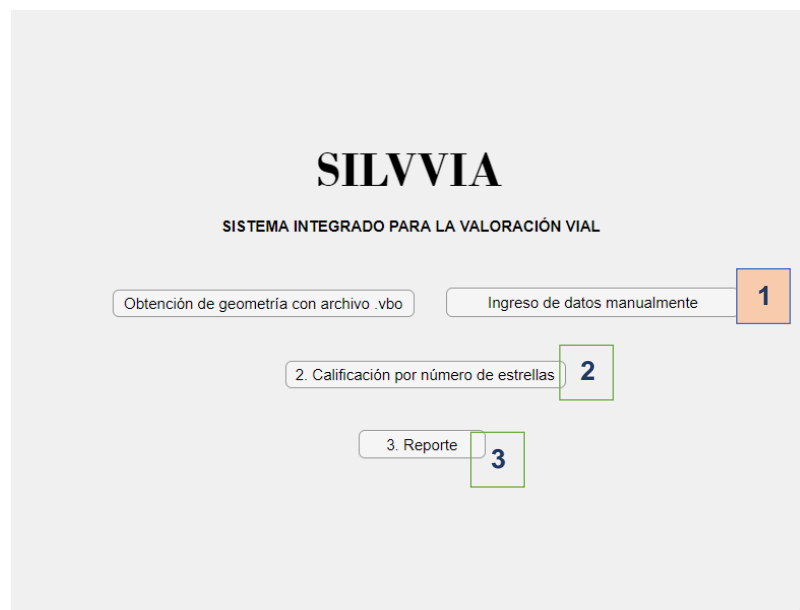 SILVVIA
SISTEMA INTEGRADO PARA LA VALORACIÓN VIAL
Obtención de geometría con archivo .vbo
Ingreso de datos manualmente
1
2. Calificación por número de estrellas
2
3. Reporte
3